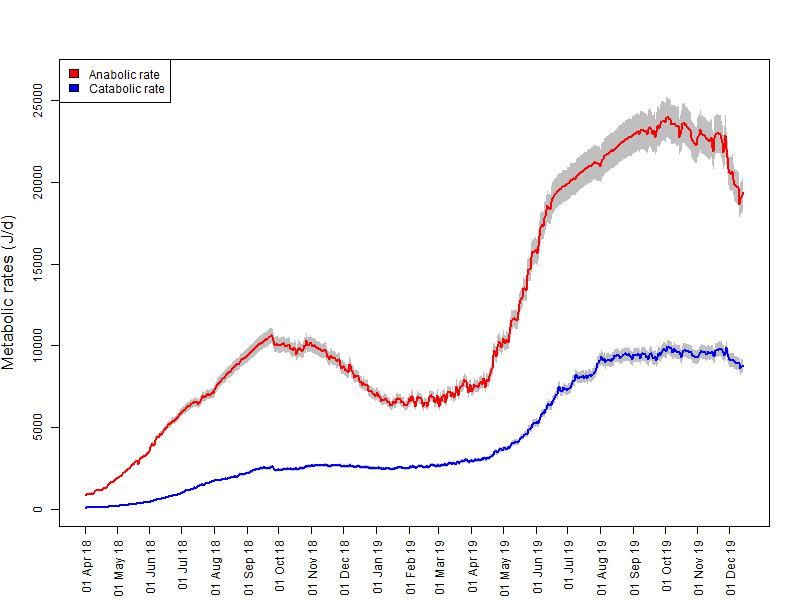 Anabolic rate
Catabolic rate
Metabolic rates (J/d)
25000
20000
15000
10000
5000
0
01 Apr 18
01 May 18
01 Jun 18
01 Jul 18
01 Aug 18
01 Sep 18
01 Oct 18
01 Nov 18
01 Dec 18
01 Jan 19
01 Feb 19
01 Mar 19
01 Apr 19
01 May 19
01 Jun 19
01 Jul 19
01 Aug 19
01 Sep 19
01 Oct 19
01 Nov 19
01 Dec 19